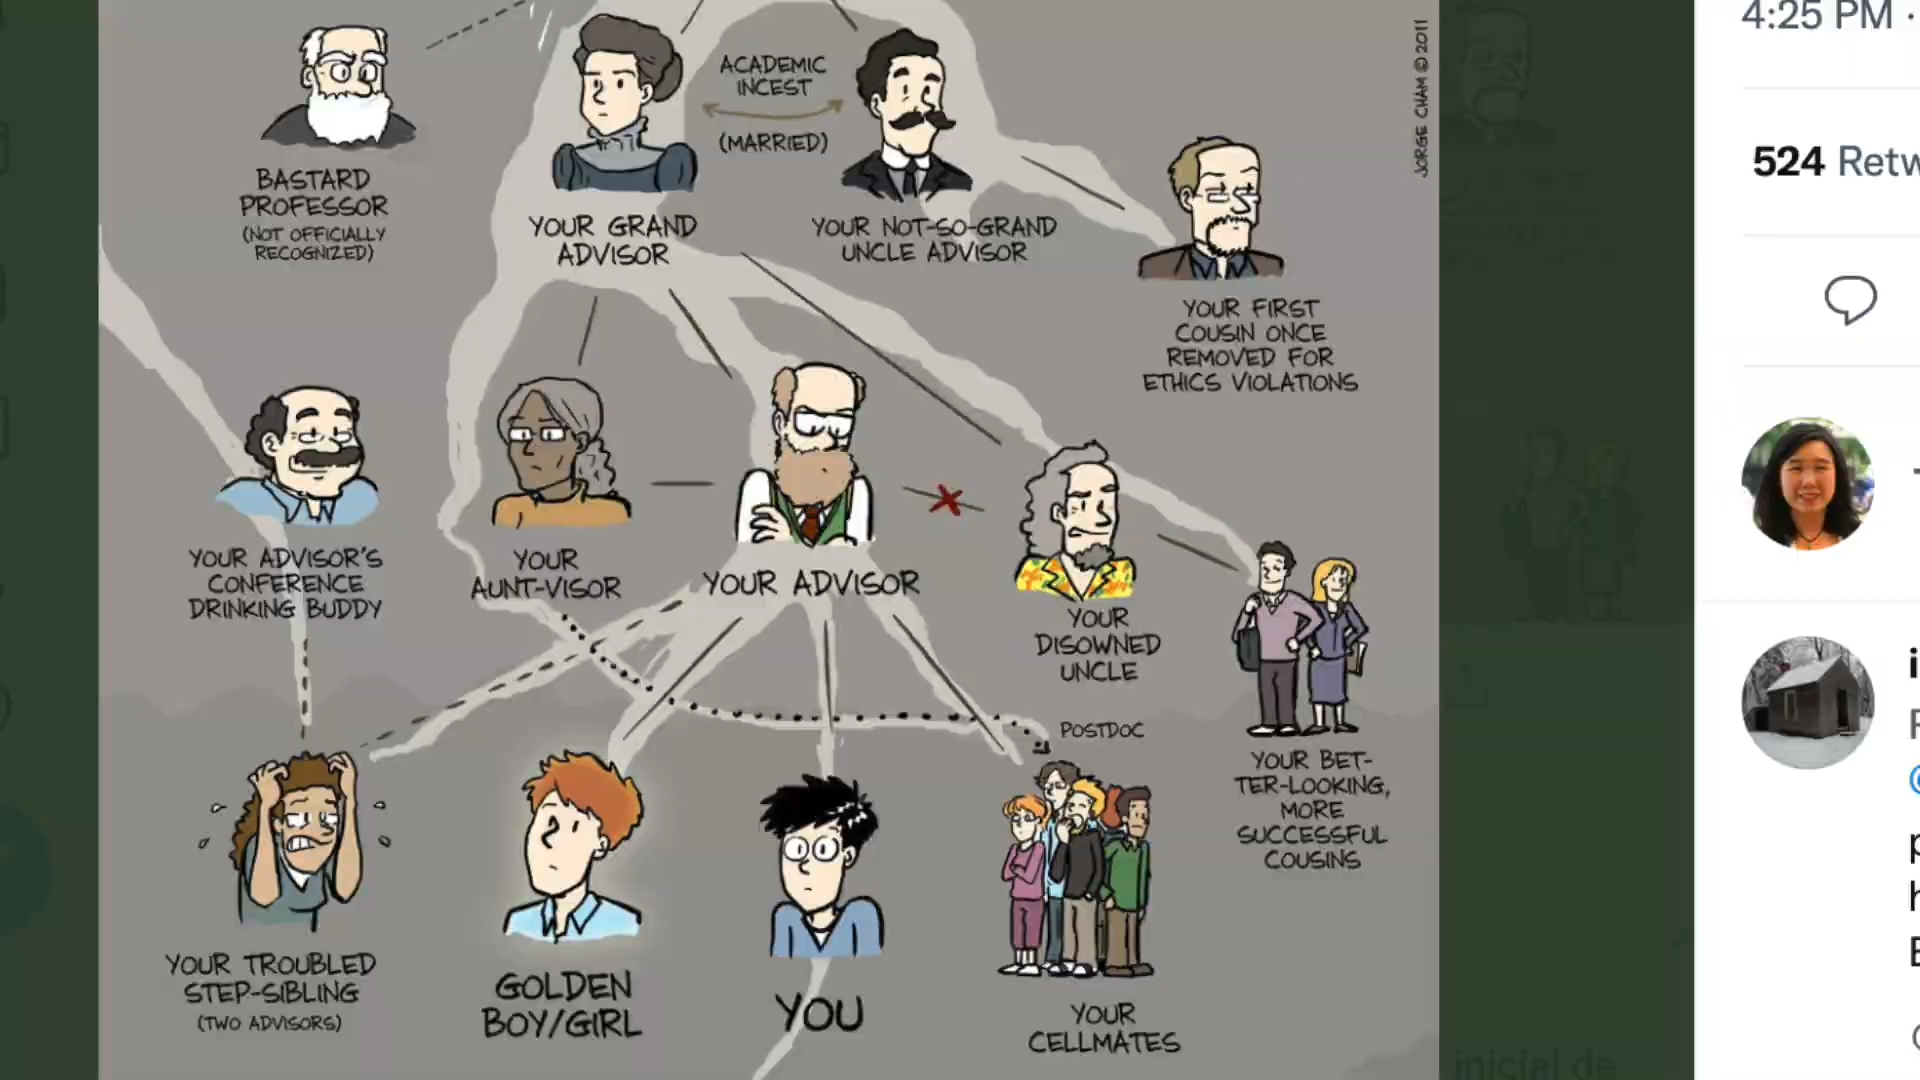 ACADEMIC
INCEST
(MARRIED)
JORGE CHAM © 2011
BASTARD
PROFESSOR
(NOT OFFICIALLY
RECOGNIZED)
YOUR GRAND
ADVISOR
YOUR NOT-SO-GRAND
UNCLE ADVISOR
YOUR FIRST
COUSIN ONCE
REMOVED FOR
ETHICS VIOLATIONS
YOUR ADVISOR'S
CONFERENCE
DRINKING BUDDY
YOUR
AUNT-VISOR
YOUR ADVISOR
YOUR
DISOWNED
UNCLE
POSTDOC
YOUR BET-
TER-LOOKING,
MORE
SUCCESSFUL
COUSINS
YOUR TROUBLED
STEP-SIBLING
(TWO ADVISORS)
GOLDEN
BOY/GIRL
YOU
YOUR
CELLMATES
4:25 PM ·
524 Retw
inicial de